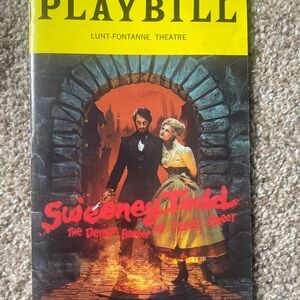 PLAYBILL
LUNT-FONTANNE THEATRE
Sweeney Todd
The Demon Barber of Fleet Street